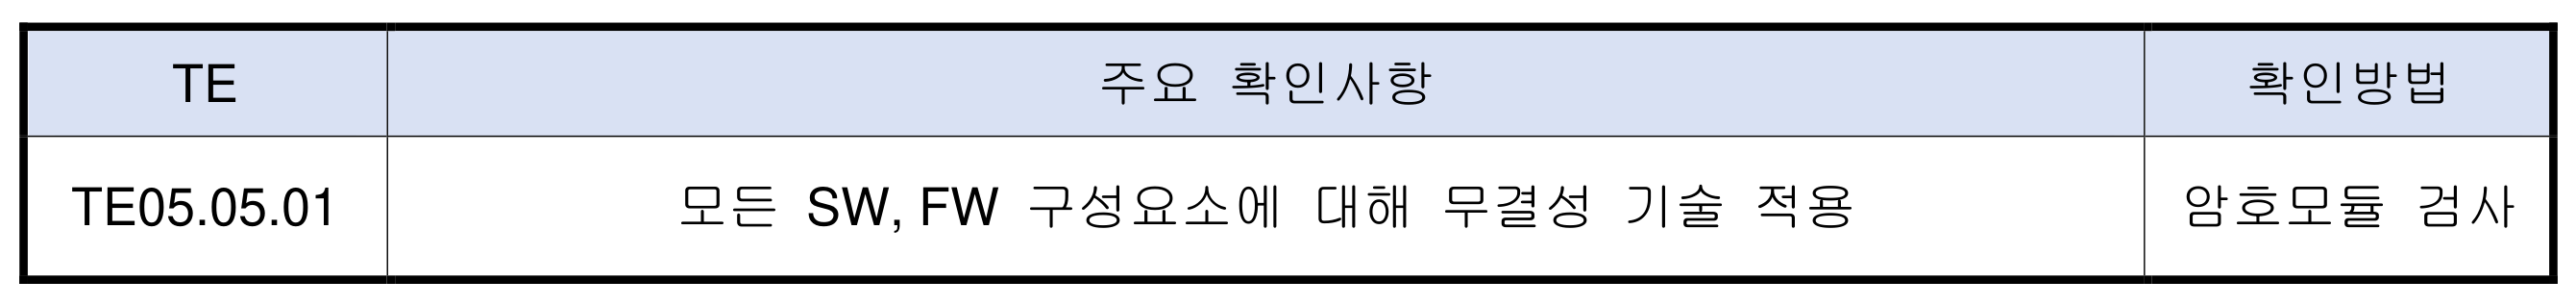 TE 주요 확인사항 확인방법
TE05.05.01 모든 SW, FW 구성요소에 대해 무결성 기술 적용 암호모듈 검사